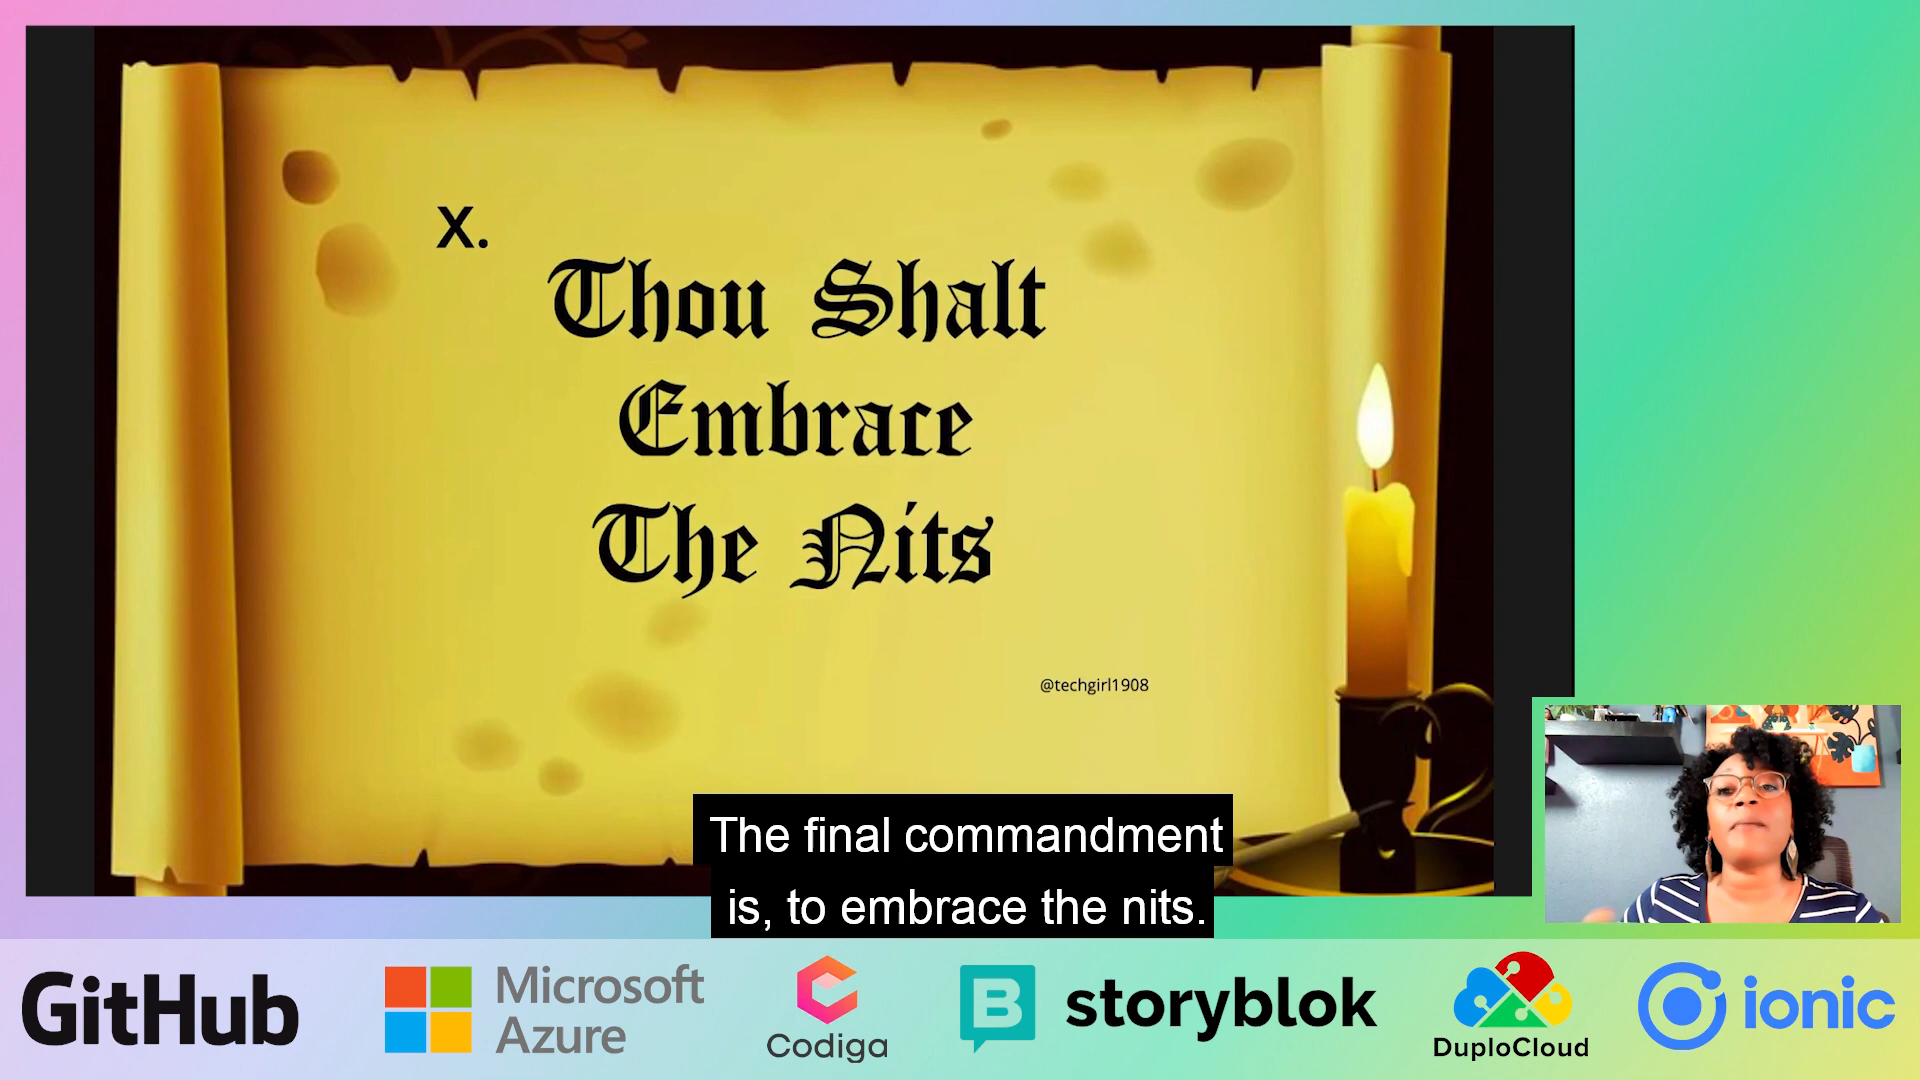 X.
Thou Shalt
Embrace
The Nits
@techgirl1908
The final commandment
is, to embrace the nits.
GitHub
Microsoft
Azure
Codiga
B
storyblok
DuploCloud
ionic